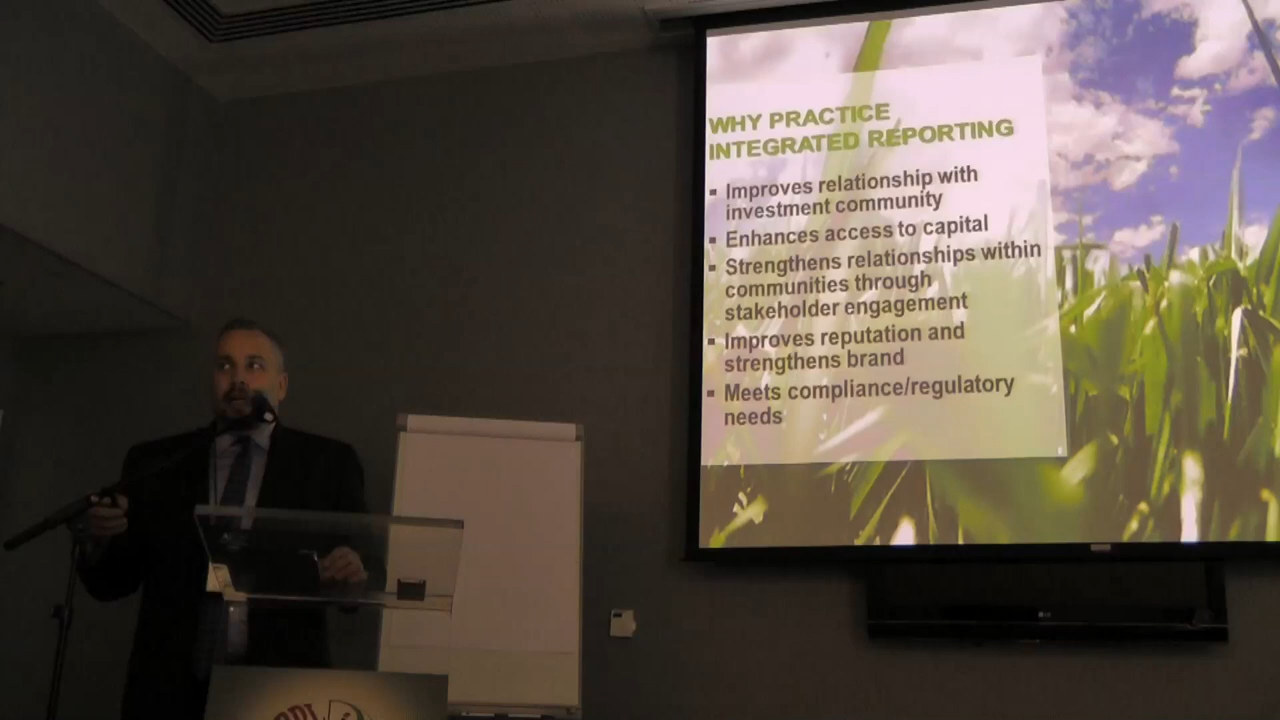 WHY PRACTICE
INTEGRATED REPORTING
▪ Improves relationship with
investment community
▪ Enhances access to capital
▪ Strengthens relationships within
communities through
stakeholder engagement
▪ Improves reputation and
strengthens brand
▪ Meets compliance/regulatory
needs